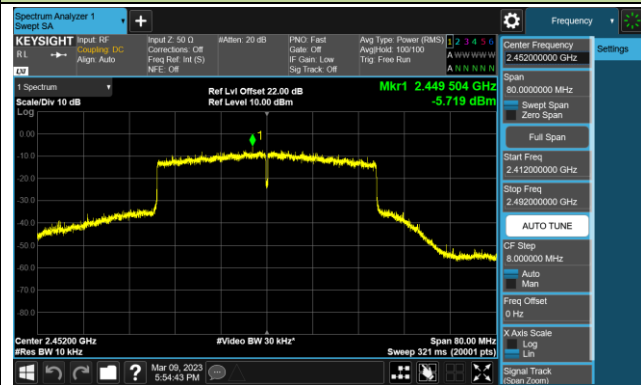 Spectrum Analyzer 1
Swept SA
+
Frequency
KEYSIGHT
RL
LXI
Input: RF
Coupling: DC
Align: Auto
Input Z: 50 Ω
Corrections: Off
Freq Ref: Int (S)
NFE: Off
#Atten: 20 dB
PNO: Fast
Gate: Off
IF Gain: Low
Sig Track: Off
Avg Type: Power (RMS)
Avg|Hold: 100/100
Trig: Free Run
1 2 3 4 5 6
A W W W W W
A N N N N N
1 Spectrum
Scale/Div 10 dB
Log
Ref Lvl Offset 22.00 dB
Ref Level 10.00 dBm
Mkr1 2.449 504 GHz
-5.719 dBm
1
0.00
-10.0
-20.0
-30.0
-40.0
-50.0
-60.0
-70.0
-80.0
Center 2.45200 GHz
#Res BW 10 kHz
#Video BW 30 kHz*
Span 80.00 MHz
Sweep 321 ms (20001 pts)
Mar 09, 2023
5:54:43 PM
?
Center Frequency
2.452000000 GHz
Settings
Span
80.0000000 MHz
Swept Span
Zero Span
Full Span
Start Freq
2.412000000 GHz
Stop Freq
2.492000000 GHz
AUTO TUNE
CF Step
8.000000 MHz
Auto
Man
Freq Offset
0 Hz
X Axis Scale
Log
Lin
Signal Track
(Span Zoom)